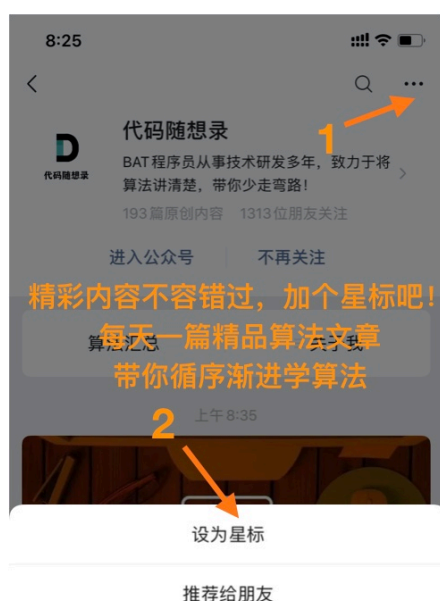 8:25
1
代码随想录
D
代码随想录
BAT程序员从事技术研发多年，致力于将
算法讲清楚，带你少走弯路！
193篇原创内容 1313位朋友关注
进入公众号 不再关注
精彩内容不容错过，加个星标吧！
算法汇总 关于我
每天一篇精品算法文章
带你循序渐进学算法
2
上午8:35
设为星标
推荐给朋友